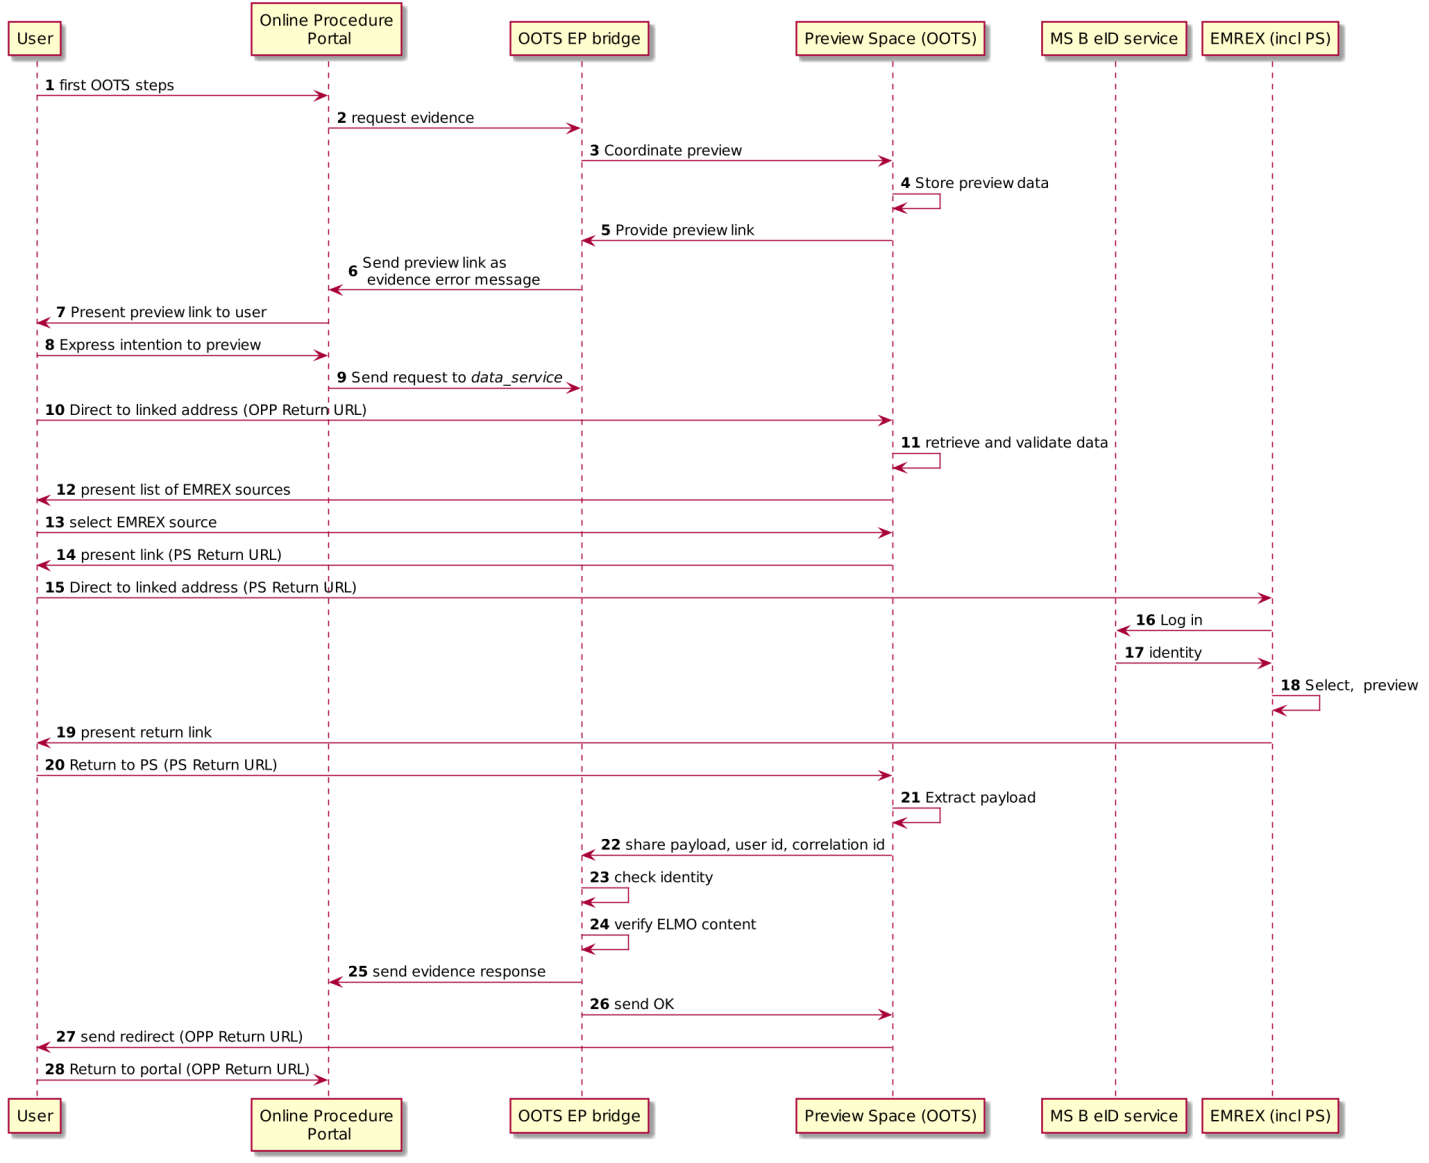 User
Online Procedure
Portal
OOTS EP bridge
Preview Space (OOTS)
MS B eID service
EMREX (incl PS)
1 first OOTS steps
2 request evidence
3 Coordinate preview
4 Store preview data
5 Provide preview link
6 Send preview link as
evidence error message
7 Present preview link to user
8 Express intention to preview
9 Send request to data_service
10 Direct to linked address (OPP Return URL)
11 retrieve and validate data
12 present list of EMREX sources
13 select EMREX source
14 present link (PS Return URL)
15 Direct to linked address (PS Return URL)
16 Log in
17 identity
18 Select,  preview
19 present return link
20 Return to PS (PS Return URL)
21 Extract payload
22 share payload, user id, correlation id
23 check identity
24 verify ELMO content
25 send evidence response
26 send OK
27 send redirect (OPP Return URL)
28 Return to portal (OPP Return URL)
User
Online Procedure
Portal
OOTS EP bridge
Preview Space (OOTS)
MS B eID service
EMREX (incl PS)